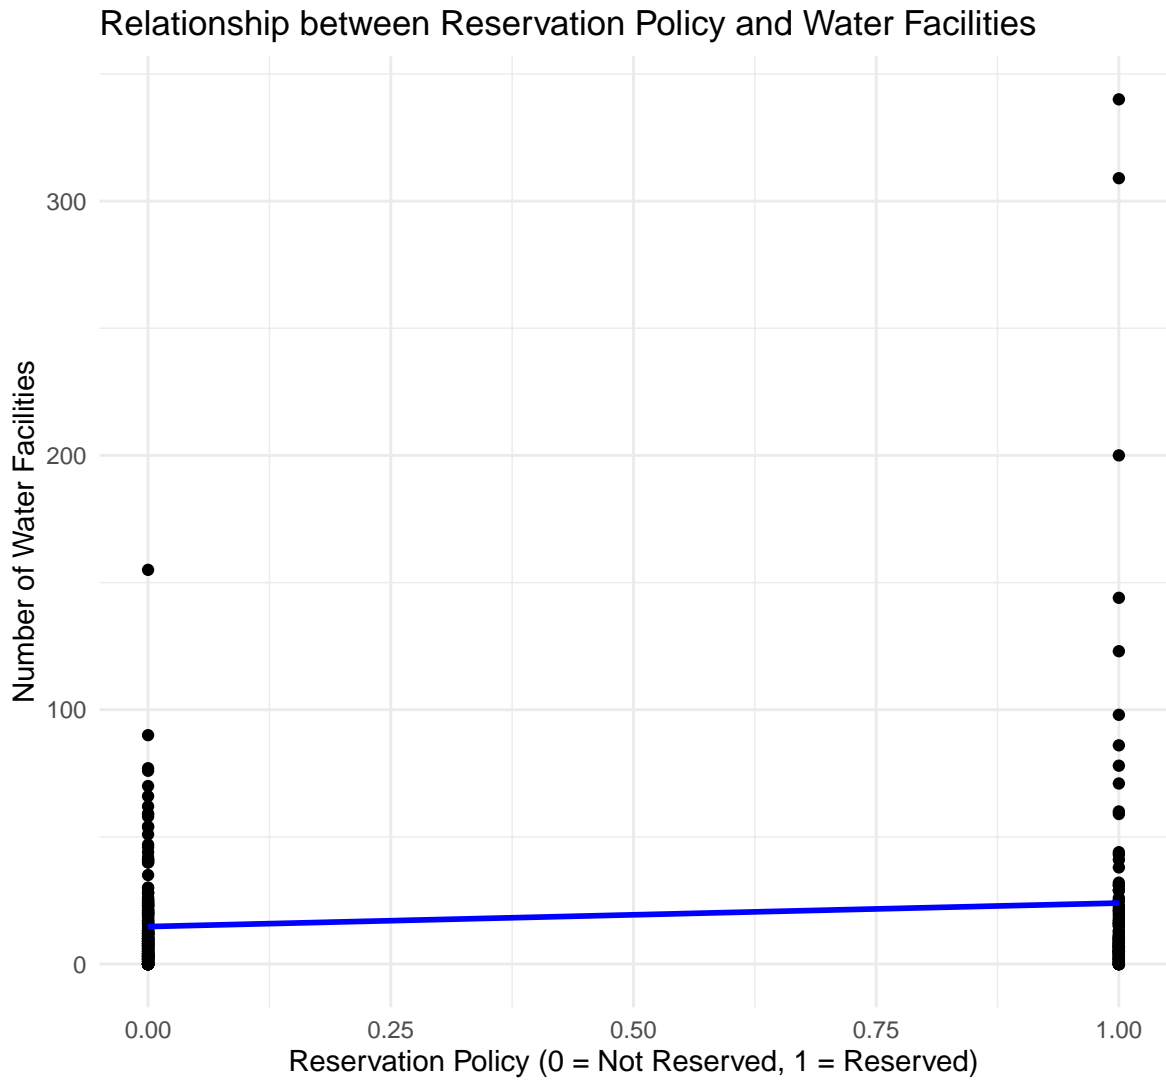 Relationship between Reservation Policy and Water Facilities
Number of Water Facilities
300
200
100
0
0.00 0.25 0.50 0.75 1.00
Reservation Policy (0 = Not Reserved, 1 = Reserved)